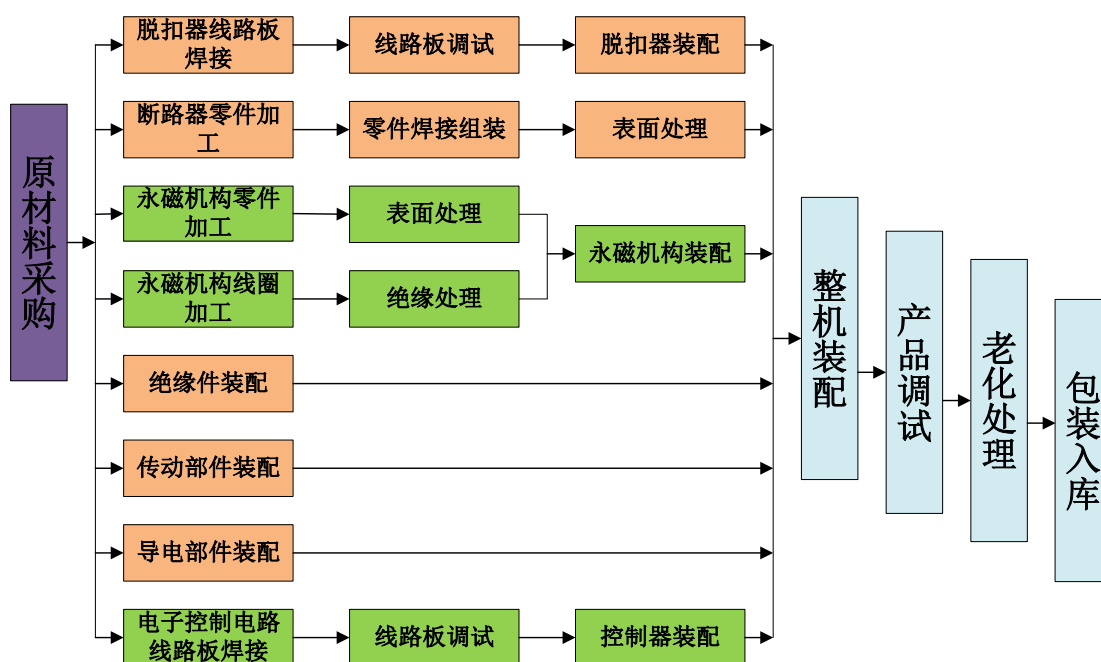 原材料采购
脱扣器线路板
焊接
线路板调试
脱扣器装配
断路器零件加
工
零件焊接组装
表面处理
永磁机构零件
加工
表面处理
永磁机构线圈
加工
绝缘处理
永磁机构装配
绝缘件装配
传动部件装配
导电部件装配
电子控制电路
线路板焊接
线路板调试
控制器装配
整机装配
产品调试
老化处理
包装入库